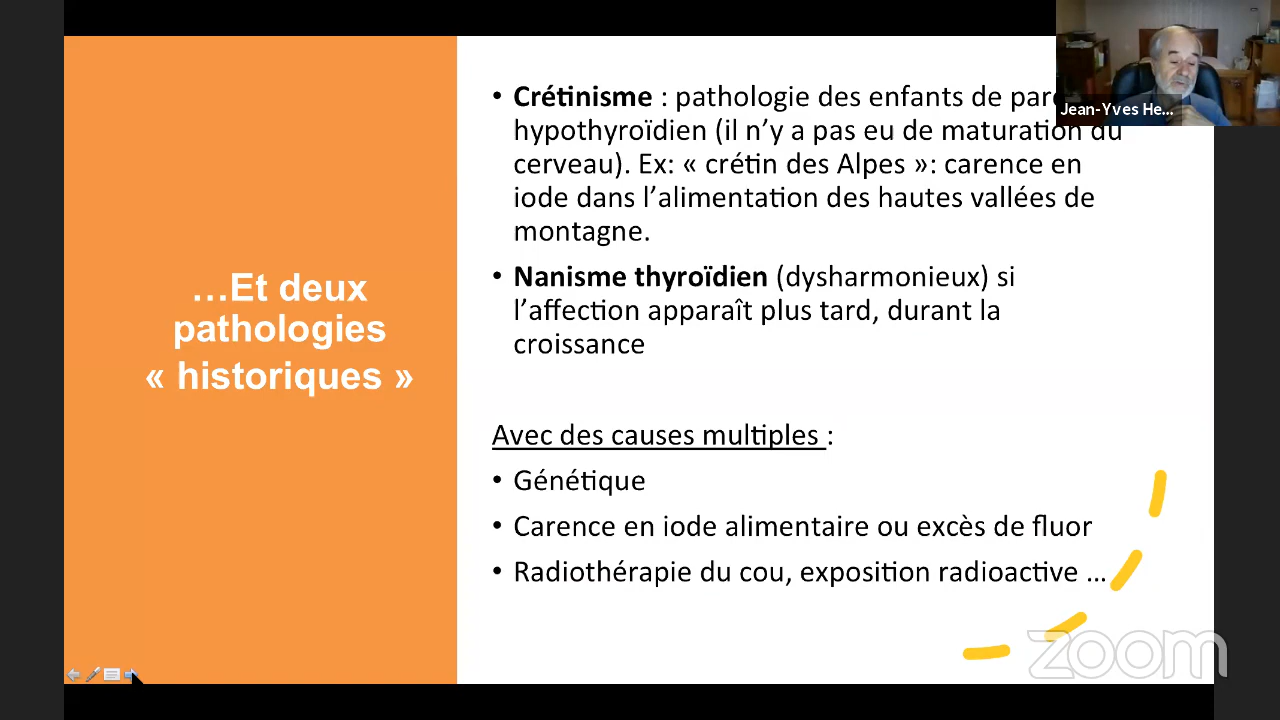 …Et deux
pathologies
« historiques »
• Crétinisme : pathologie des enfants de
hypothyroïdien (il n’y a pas eu de maturation du
cerveau). Ex: « crétin des Alpes »: carence en
iode dans l’alimentation des hautes vallées de
montagne.
• Nanisme thyroïdien (dysharmonieux) si
l’affection apparaît plus tard, durant la
croissance
Avec des causes multiples :
• Génétique
• Carence en iode alimentaire ou excès de fluor
• Radiothérapie du cou, exposition radioactive …
Jean-Yves He...
zoom